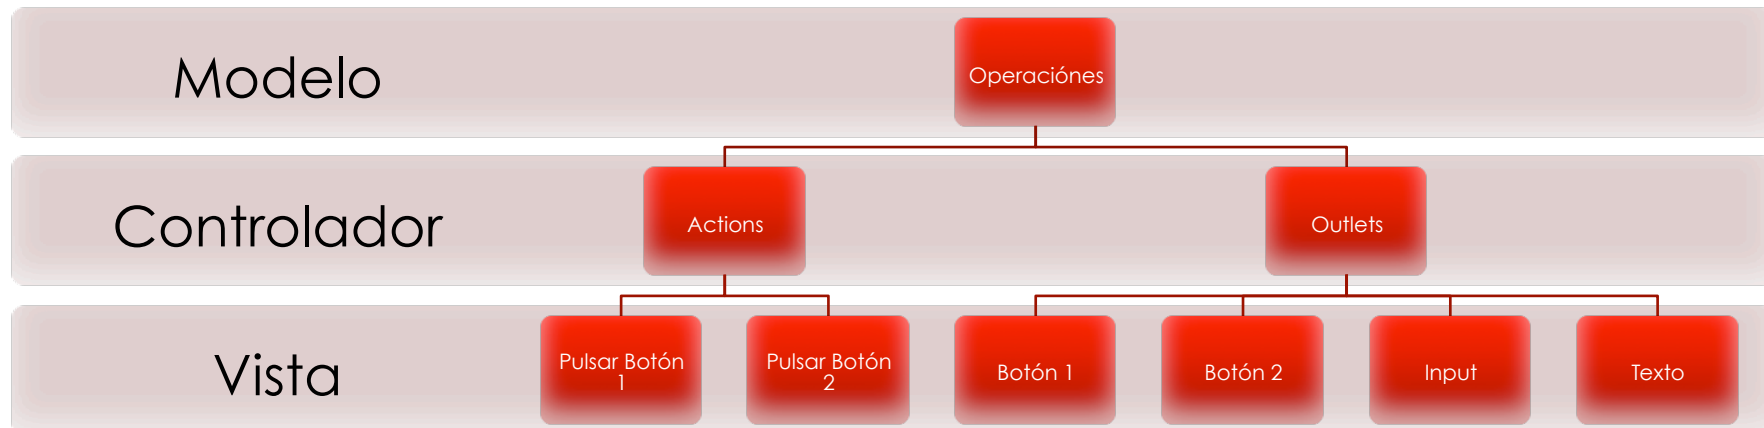 Modelo
Operaciónes
Controlador
Actions
Outlets
Vista
Pulsar Botón
1
Pulsar Botón
2
Botón 1
Botón 2
Input
Texto